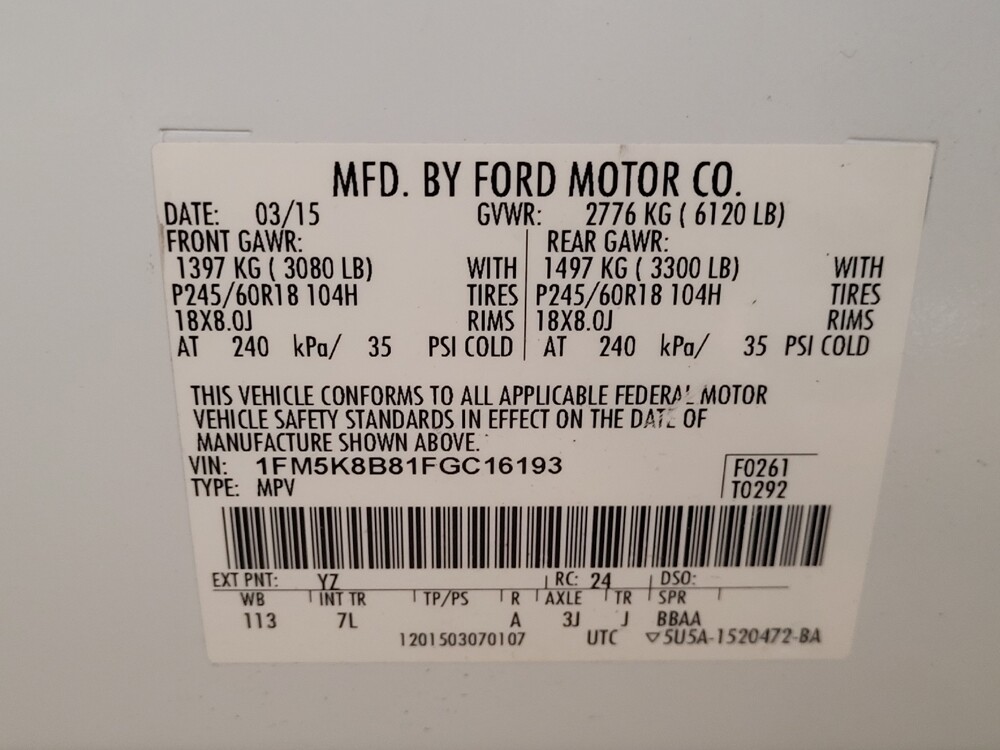 MFD. BY FORD MOTOR CO.
DATE: 03/15 GVWR: 2776 KG ( 6120 LB)
FRONT GAWR: REAR GAWR:
1397 KG ( 3080 LB) WITH 1497 KG ( 3300 LB) WITH
P245/60R18 104H TIRES P245/60R18 104H TIRES
18X8.0J RIMS 18X8.0J RIMS
AT 240 kPa/ 35 PSI COLD AT 240 kPa/ 35 PSI COLD
THIS VEHICLE CONFORMS TO ALL APPLICABLE FEDERAL MOTOR
VEHICLE SAFETY STANDARDS IN EFFECT ON THE DATE OF
MANUFACTURE SHOWN ABOVE.
VIN: 1FM5K8B81FGC16193 F0261
TYPE: MPV T0292
EXT PNT: YZ RC: 24 DSO:
WB INT TR TP/PS R AXLE TR SPR
113 7L A 3J J BBAA
1201503070107 UTC ▽5U5A-1520472-BA